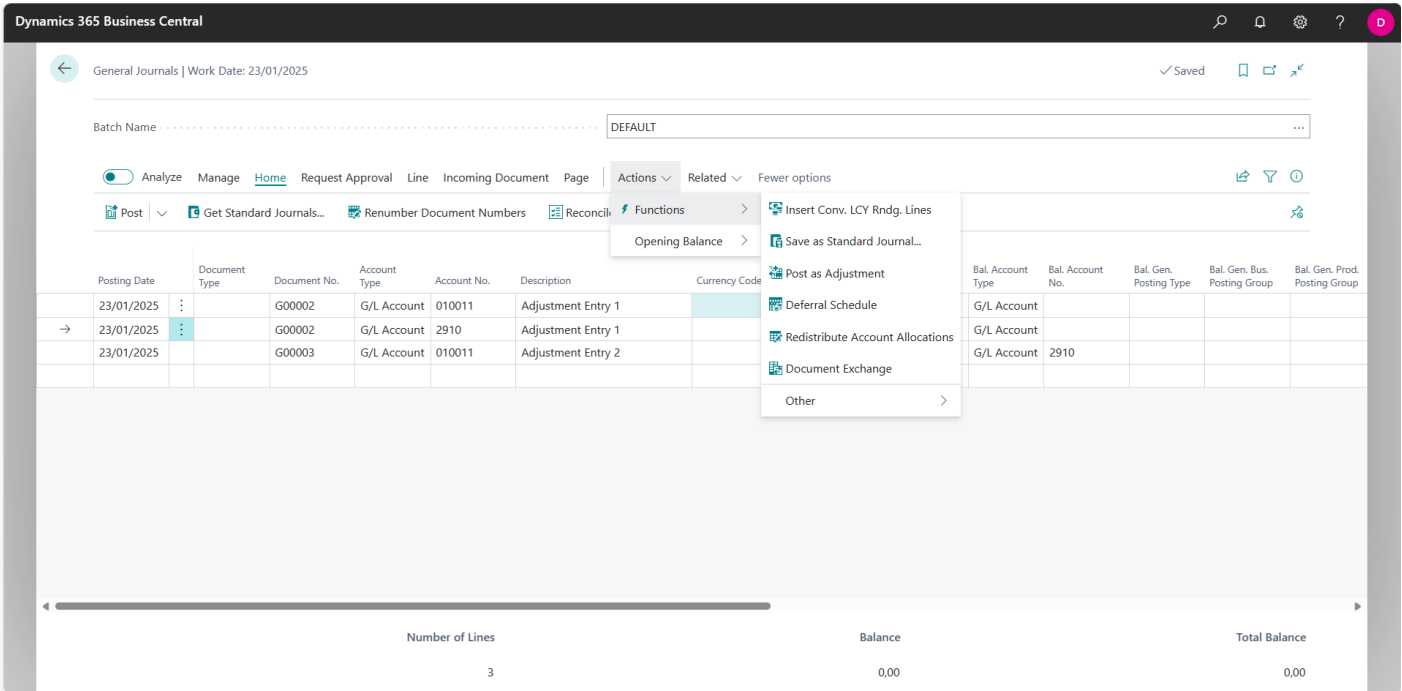 Dynamics 365 Business Central
D
General Journals | Work Date: 23/01/2025
Saved
Batch Name
DEFAULT
Analyze Manage Home Request Approval Line Incoming Document Page Actions Related Fewer options
Post Get Standard Journals... Renumber Document Numbers
Functions
Opening Balance
Insert Conv. LCY Rndg. Lines
Save as Standard Journal...
Post as Adjustment
Deferral Schedule
Redistribute Account Allocations
Document Exchange
Other
Posting Date Document Type Document No. Account Type Account No. Description Currency Code Bal. Account Type Bal. Account No. Bal. Gen. Posting Type Bal. Gen. Bus. Posting Group Bal. Gen. Prod. Posting Group
23/01/2025 G00002 G/L Account 010011 Adjustment Entry 1 G/L Account
23/01/2025 G00002 G/L Account 2910 Adjustment Entry 1 G/L Account
23/01/2025 G00003 G/L Account 010011 Adjustment Entry 2 G/L Account 2910
Number of Lines Balance Total Balance
3 0,00 0,00